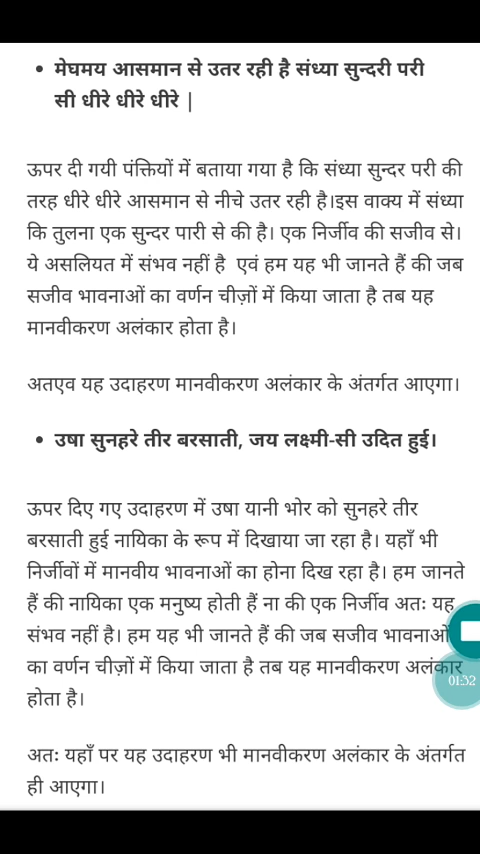 • मेघमय आसमान से उतर रही है संध्या सुन्दरी परी
सी धीरे धीरे धीरे |
ऊपर दी गयी पंक्तियों में बताया गया है कि संध्या सुन्दर परी की
तरह धीरे धीरे आसमान से नीचे उतर रही है।इस वाक्य में संध्या
कि तुलना एक सुन्दर पारी से की है। एक निर्जीव की सजीव से।
ये असलियत में संभव नहीं है एवं हम यह भी जानते हैं की जब
सजीव भावनाओं का वर्णन चीज़ों में किया जाता है तब यह
मानवीकरण अलंकार होता है।
अतएव यह उदाहरण मानवीकरण अलंकार के अंतर्गत आएगा।
• उषा सुनहरे तीर बरसाती, जय लक्ष्मी-सी उदित हुई।
ऊपर दिए गए उदाहरण में उषा यानी भोर को सुनहरे तीर
बरसाती हुई नायिका के रूप में दिखाया जा रहा है। यहाँ भी
निर्जीवों में मानवीय भावनाओं का होना दिख रहा है। हम जानते
हैं की नायिका एक मनुष्य होती हैं ना की एक निर्जीव अतः यह
संभव नहीं है। हम यह भी जानते हैं की जब सजीव भावनाओं
का वर्णन चीज़ों में किया जाता है तब यह मानवीकरण अलंकार
होता है।
01:32
अतः यहाँ पर यह उदाहरण भी मानवीकरण अलंकार के अंतर्गत
ही आएगा।